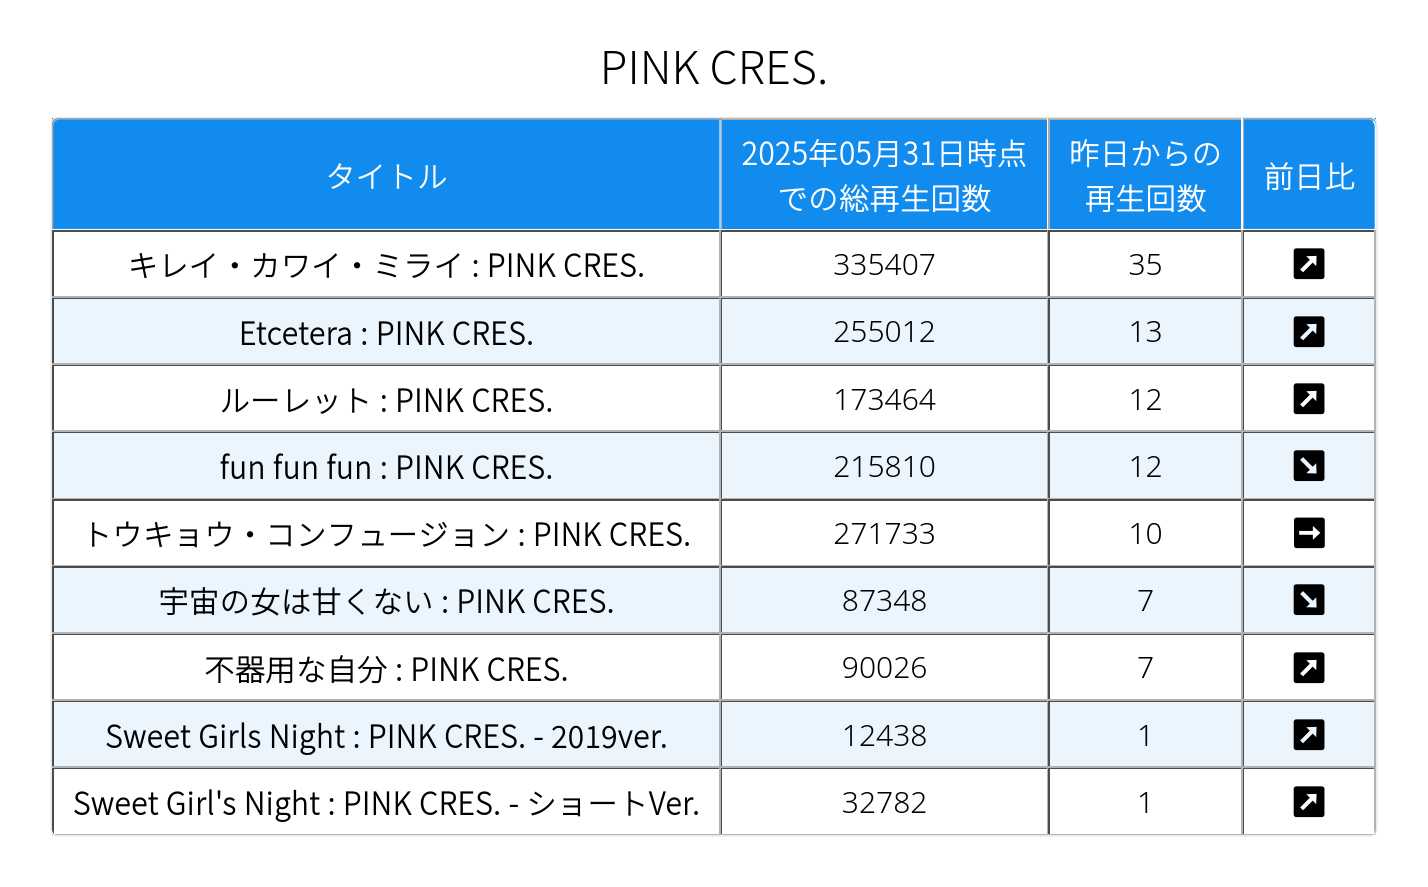 PINK CRES.
タイトル 2025年05月31日時点での総再生回数 昨日からの再生回数 前日比
キレイ・カワイ・ミライ : PINK CRES. 335407 35 ↗
Etcetera : PINK CRES. 255012 13 ↗
ルーレット : PINK CRES. 173464 12 ↗
fun fun fun : PINK CRES. 215810 12 ↘
トウキョウ・コンフュージョン : PINK CRES. 271733 10 →
宇宙の女は甘くない : PINK CRES. 87348 7 ↘
不器用な自分 : PINK CRES. 90026 7 ↗
Sweet Girls Night : PINK CRES. - 2019ver. 12438 1 ↗
Sweet Girl's Night : PINK CRES. - ショートVer. 32782 1 ↗